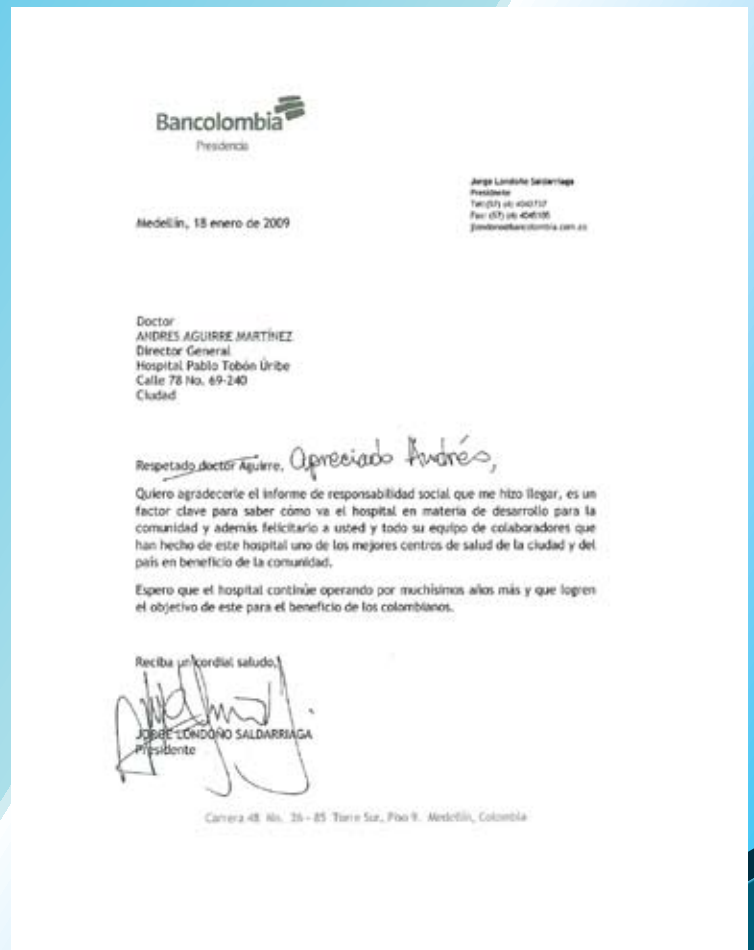 Bancolombia
Presidencia
Jorge Londoño Saldarriaga
Presidente
Medellín, 18 enero de 2009
Doctor
ANDRES AGUIRRE MARTÍNEZ
Director General
Hospital Pablo Tobón Úribe
Calle 78 No. 69-240
Ciudad
Respetado doctor Aguirre, Apreciado Andrés,
Quiero agradecerle el informe de responsabilidad social que me hizo llegar, es un
factor clave para saber cómo va el hospital en materia de desarrollo para la
comunidad y además felicitarlo a usted y todo su equipo de colaboradores que
han hecho de este hospital uno de los mejores centros de salud de la ciudad y del
país en beneficio de la comunidad.
Espero que el hospital continúe operando por muchísimos años más y que logren
el objetivo de este para el beneficio de los colombianos.
Reciba un cordial saludo,
JORGE LONDOÑO SALDARRIAGA
Presidente
Carrera 48 No. 26 - 85 Torre Sur, Piso 9. Medellín, Colombia